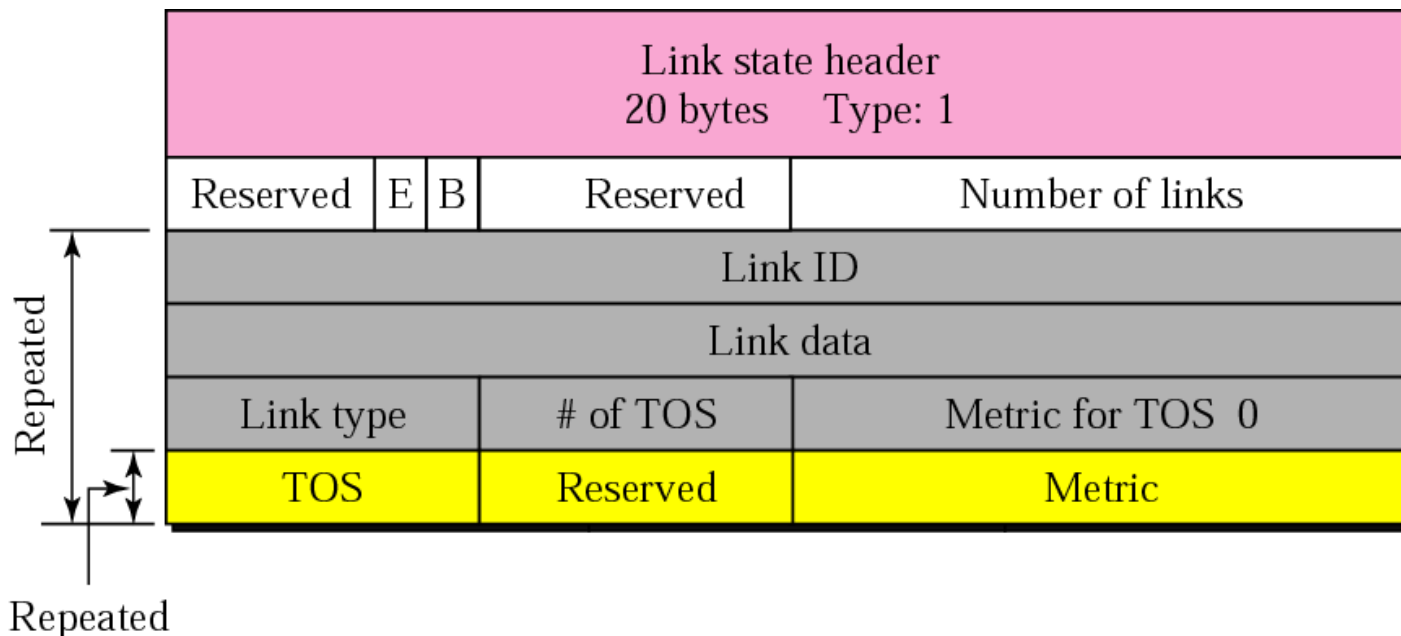 Link state header
20 bytes Type: 1
Reserved E B Reserved Number of links
Link ID
Link data
Link type # of TOS Metric for TOS 0
TOS Reserved Metric
Repeated
Repeated